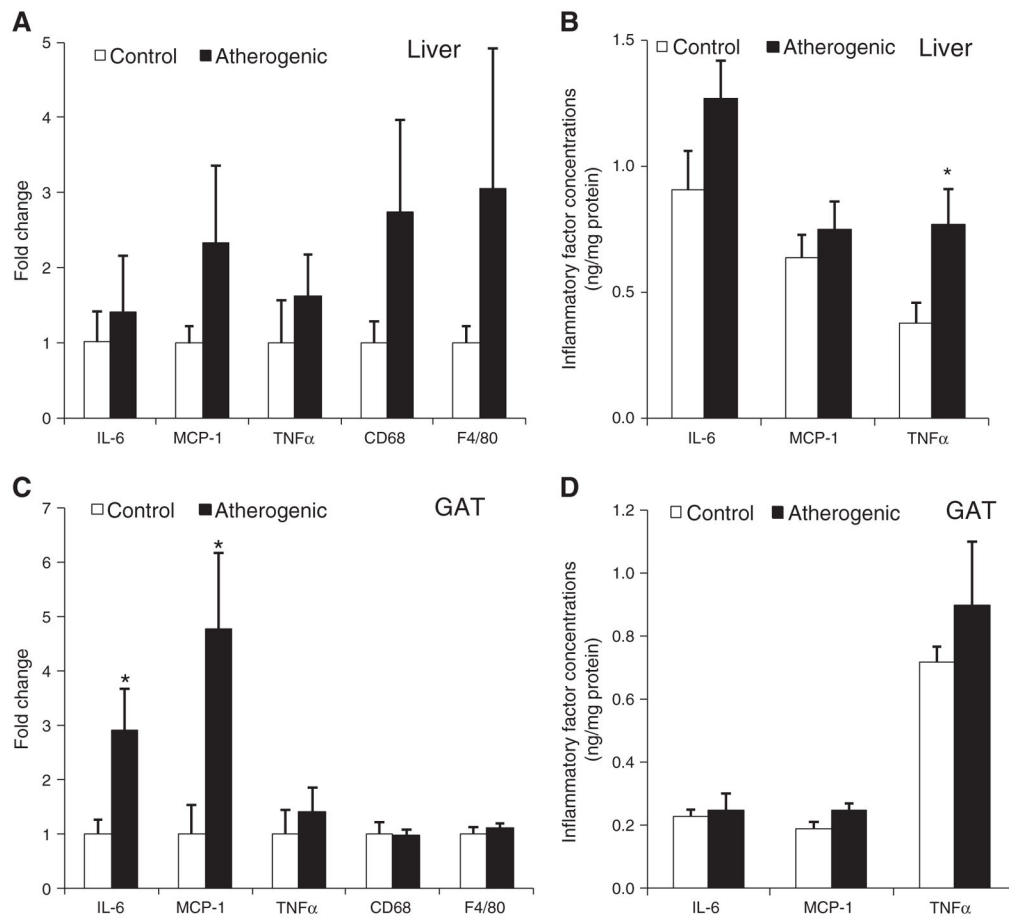 A
Control Atherogenic Liver
Fold change
5
4
3
2
1
0
IL-6 MCP-1 TNFα CD68 F4/80
B
Control Atherogenic Liver
Inflammatory factor concentrations
(ng/mg protein)
1.5
1.0
0.5
0.0
*
IL-6 MCP-1 TNFα
C
Control Atherogenic GAT
Fold change
7
6
5
4
3
2
1
0
*
*
IL-6 MCP-1 TNFα CD68 F4/80
D
Control Atherogenic GAT
Inflammatory factor concentrations
(ng/mg protein)
1.2
1.0
0.8
0.6
0.4
0.2
0.0
IL-6 MCP-1 TNFα